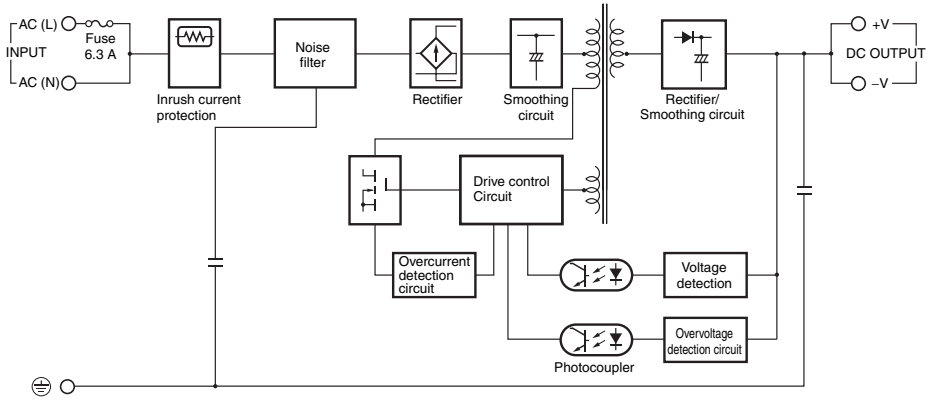 AC (L)
Fuse
6.3 A
INPUT
AC (N)
Inrush current
protection
Noise
filter
Rectifier
Smoothing
circuit
Rectifier/
Smoothing circuit
+V
DC OUTPUT
−V
Drive control
Circuit
Overcurrent
detection
circuit
Voltage
detection
Overvoltage
detection circuit
Photocoupler